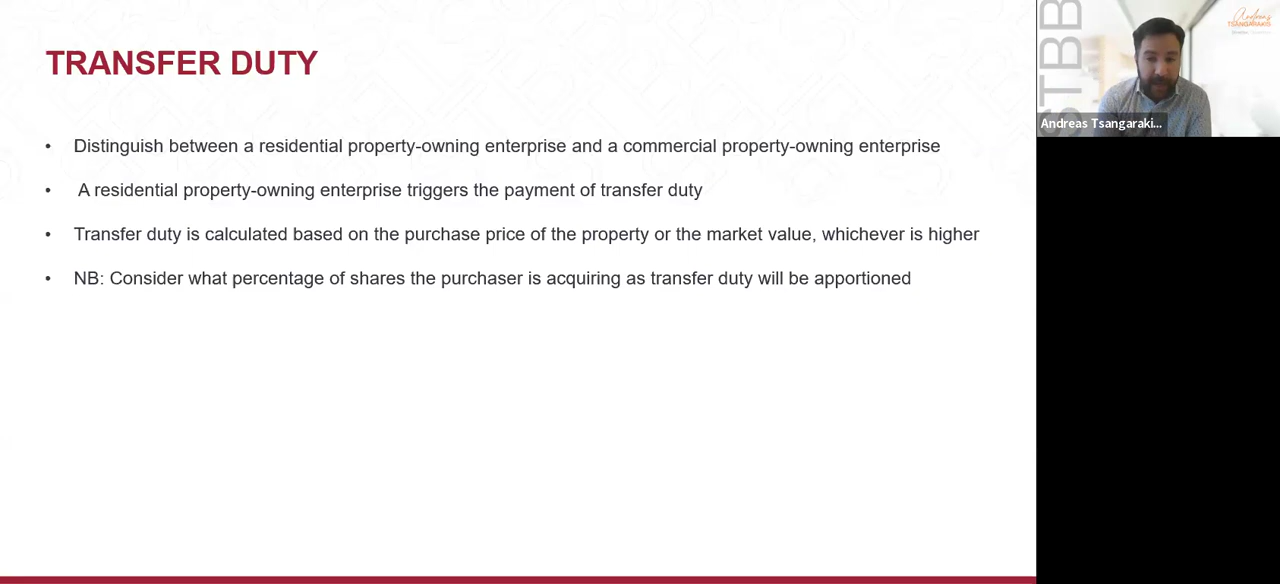 TRANSFER DUTY
• Distinguish between a residential property-owning enterprise and a commercial property-owning enterprise
• A residential property-owning enterprise triggers the payment of transfer duty
• Transfer duty is calculated based on the purchase price of the property or the market value, whichever is higher
• NB: Consider what percentage of shares the purchaser is acquiring as transfer duty will be apportioned
STBB
Andreas
TSANGARAKIS
Andreas Tsangaraki...